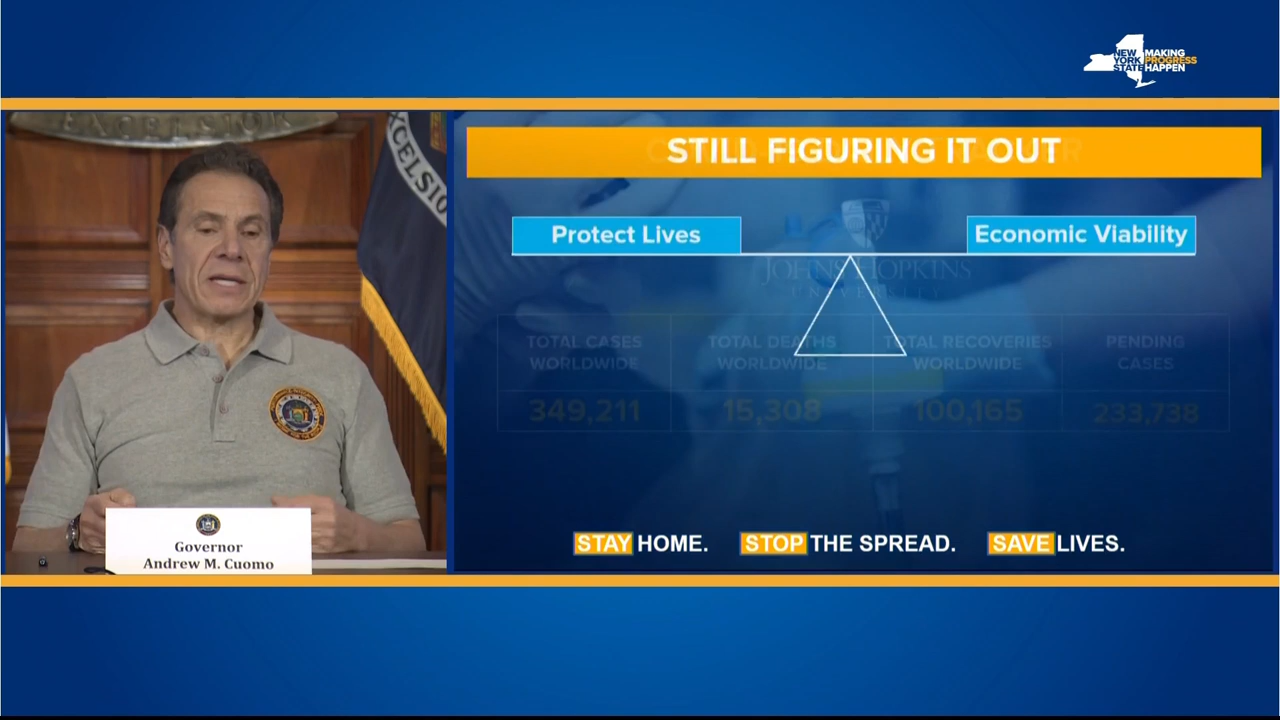 NEW
YORK
STATE
MAKING
PROGRESS
HAPPEN
EXCELSIOR
EXCELSIO
STILL FIGURING IT OUT
Protect Lives
Economic Viability
JOHNS HOPKINS
UNIVERSITY
TOTAL CASES
WORLDWIDE
TOTAL DEATHS
WORLDWIDE
TOTAL RECOVERIES
WORLDWIDE
PENDING
CASES
349,211
15,308
100,165
233,738
STAY HOME. STOP THE SPREAD. SAVE LIVES.
Governor
Andrew M. Cuomo